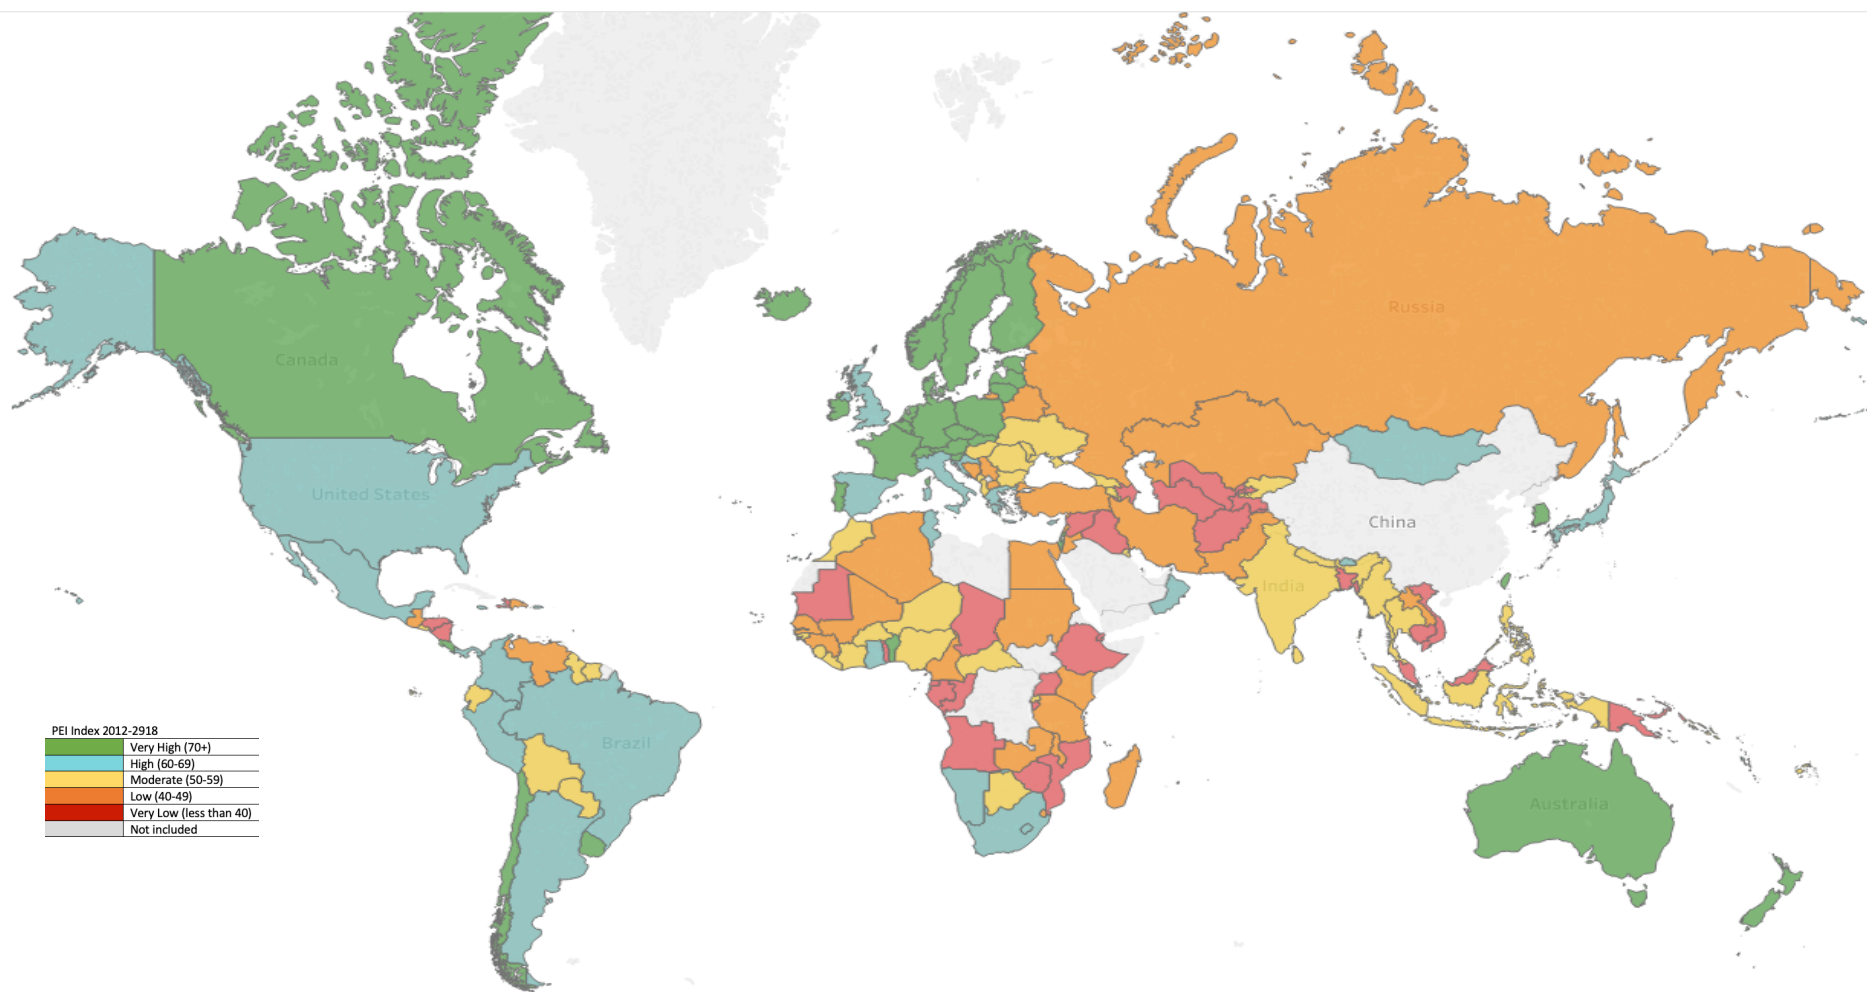 Russia
Canada
United States
China
India
PEI Index 2012-2918
Very High (70+)
High (60-69)
Moderate (50-59)
Low (40-49)
Very Low (less than 40)
Not included
Brazil
Australia